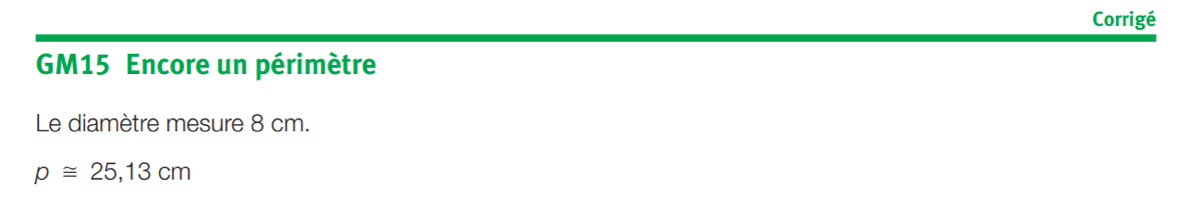 Corrigé
GM15 Encore un périmètre
Le diamètre mesure 8 cm.
p ≅ 25,13 cm